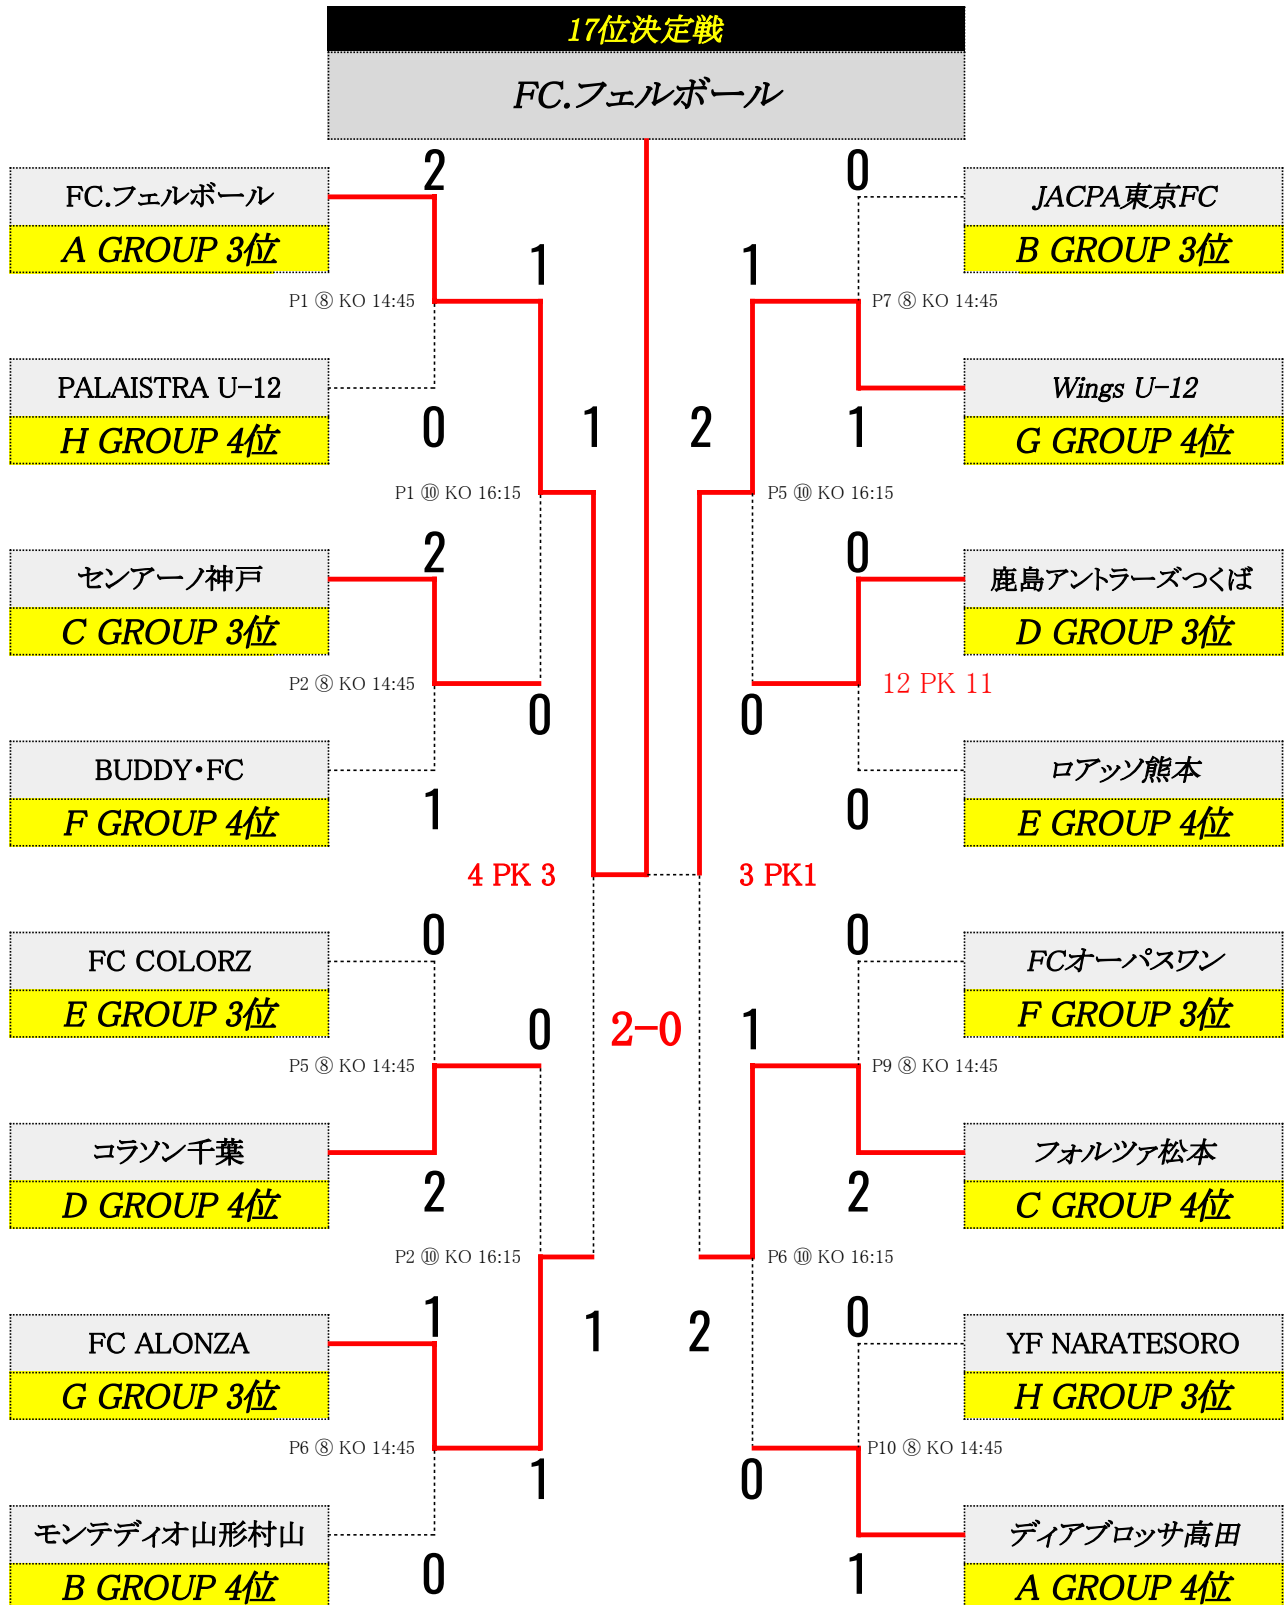 17位決定戦
FC.フェルボール
2
0
FC.フェルボール
A GROUP 3位
JACPA東京FC
B GROUP 3位
1
1
P1 ⑧ KO 14:45
P7 ⑧ KO 14:45
PALAISTRA U-12
H GROUP 4位
Wings U-12
G GROUP 4位
0
1
2
1
P1 ⑩ KO 16:15
P5 ⑩ KO 16:15
2
0
センアーノ神戸
C GROUP 3位
鹿島アントラーズつくば
D GROUP 3位
P2 ⑧ KO 14:45
12 PK 11
0
0
BUDDY・FC
F GROUP 4位
ロアッソ熊本
E GROUP 4位
1
0
4 PK 3
3 PK1
0
0
FC COLORZ
E GROUP 3位
FCオーパスワン
F GROUP 3位
0
2-0
1
P5 ⑧ KO 14:45
P9 ⑧ KO 14:45
コラソン千葉
D GROUP 4位
フォルツァ松本
C GROUP 4位
2
2
P2 ⑩ KO 16:15
P6 ⑩ KO 16:15
1
1
2
0
FC ALONZA
G GROUP 3位
YF NARATESORO
H GROUP 3位
P6 ⑧ KO 14:45
P10 ⑧ KO 14:45
1
0
モンテディオ山形村山
B GROUP 4位
ディアブロッサ高田
A GROUP 4位
0
1